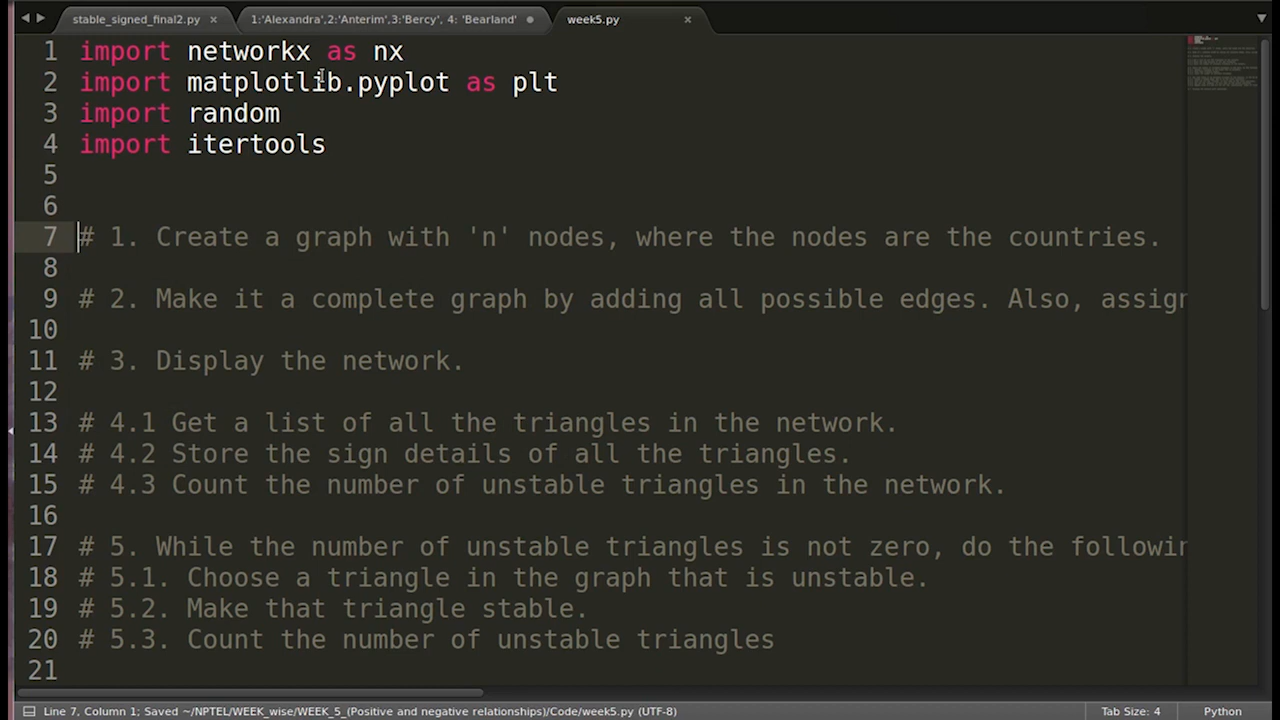 stable_signed_final2.py × 1:'Alexandra',2:'Anterim',3:'Bercy', 4: 'Bearland' week5.py ×
1 import networkx as nx
2 import matplotlib.pyplot as plt
3 import random
4 import itertools
5
6
7 # 1. Create a graph with 'n' nodes, where the nodes are the countries.
8
9 # 2. Make it a complete graph by adding all possible edges. Also, assign
10
11 # 3. Display the network.
12
13 # 4.1 Get a list of all the triangles in the network.
14 # 4.2 Store the sign details of all the triangles.
15 # 4.3 Count the number of unstable triangles in the network.
16
17 # 5. While the number of unstable triangles is not zero, do the followin
18 # 5.1. Choose a triangle in the graph that is unstable.
19 # 5.2. Make that triangle stable.
20 # 5.3. Count the number of unstable triangles
21
Line 7, Column 1; Saved ~/NPTEL/WEEK_wise/WEEK_5_(Positive and negative relationships)/Code/week5.py (UTF-8) Tab Size: 4 Python